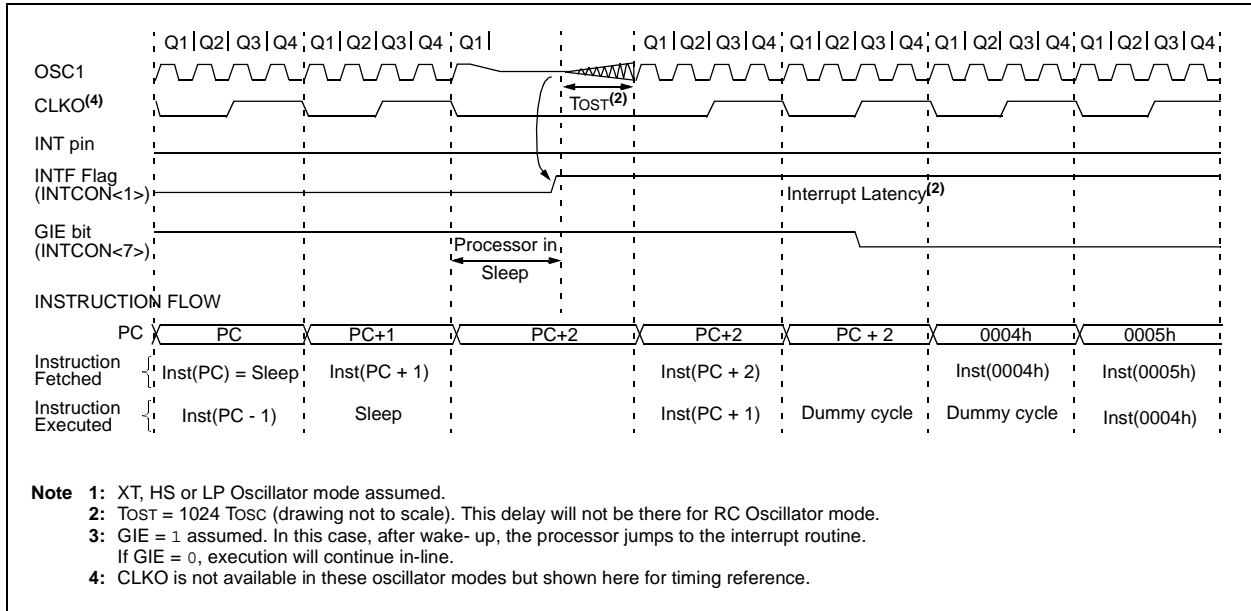 Q1 Q2 Q3 Q4 Q1 Q2 Q3 Q4 Q1 Q1 Q2 Q3 Q4 Q1 Q2 Q3 Q4 Q1 Q2 Q3 Q4 Q1 Q2 Q3 Q4
OSC1
CLKO(4)
TOST(2)
INT pin
INTF Flag
(INTCON<1>)
Interrupt Latency(2)
GIE bit
(INTCON<7>)
Processor in
Sleep
INSTRUCTION FLOW
PC PC PC+1 PC+2 PC+2 PC + 2 0004h 0005h
Instruction
Fetched
Inst(PC) = Sleep Inst(PC + 1) Inst(PC + 2) Inst(0004h) Inst(0005h)
Instruction
Executed
Inst(PC - 1) Sleep Inst(PC + 1) Dummy cycle Dummy cycle Inst(0004h)
Note 1: XT, HS or LP Oscillator mode assumed.
2: TOST = 1024 TOSC (drawing not to scale). This delay will not be there for RC Oscillator mode.
3: GIE = 1 assumed. In this case, after wake- up, the processor jumps to the interrupt routine.
If GIE = 0, execution will continue in-line.
4: CLKO is not available in these oscillator modes but shown here for timing reference.